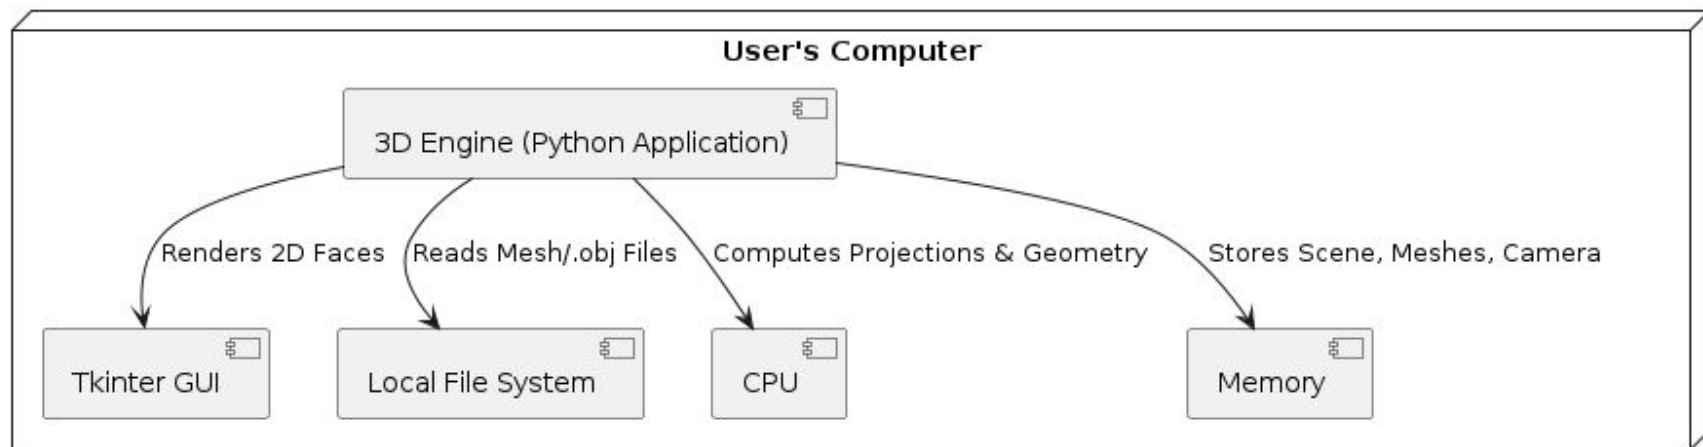 User's Computer
3D Engine (Python Application)
Renders 2D Faces
Reads Mesh/.obj Files
Computes Projections & Geometry
Stores Scene, Meshes, Camera
Tkinter GUI
Local File System
CPU
Memory